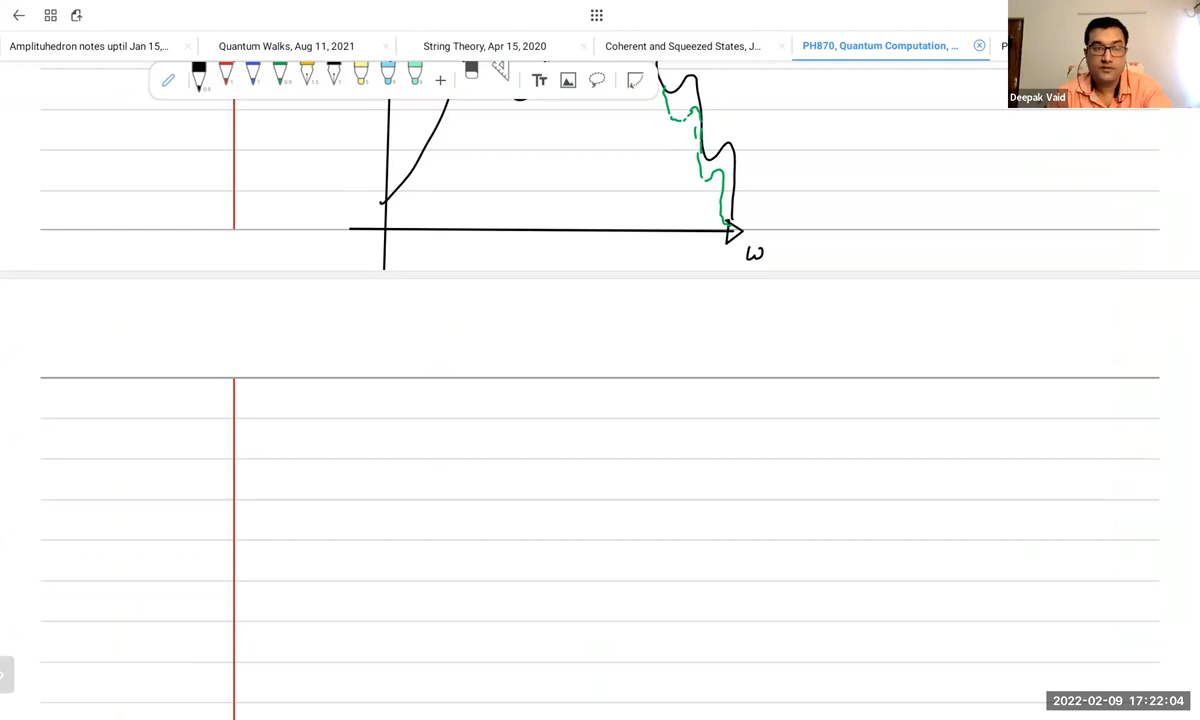 Amplituhedron notes uptil Jan 15,...
Quantum Walks, Aug 11, 2021
String Theory, Apr 15, 2020
Coherent and Squeezed States, J...
PH870, Quantum Computation, ...
P
Deepak Vaid
Tт
ω
2022-02-09 17:22:04